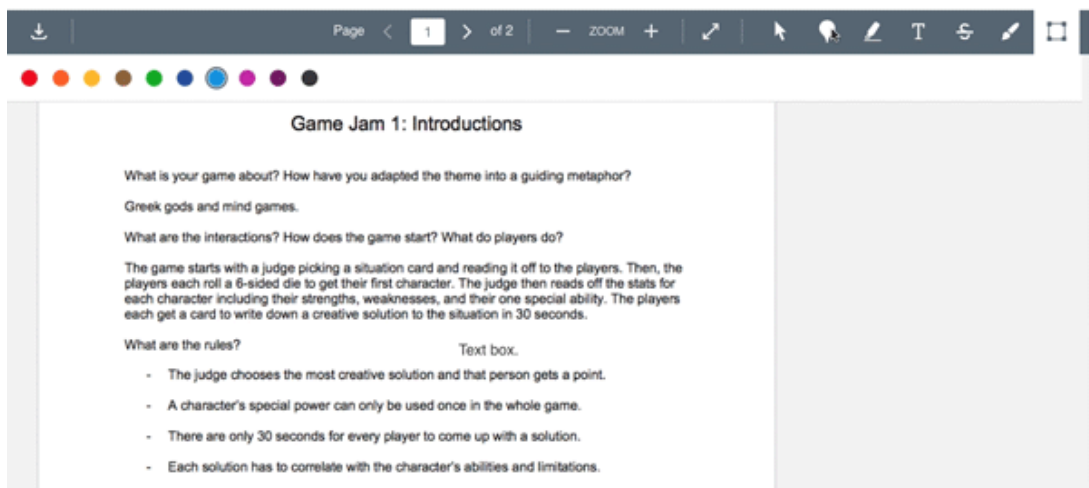 Page 1 of 2 ZOOM T S
Game Jam 1: Introductions
What is your game about? How have you adapted the theme into a guiding metaphor?
Greek gods and mind games.
What are the interactions? How does the game start? What do players do?
The game starts with a judge picking a situation card and reading it off to the players. Then, the
players each roll a 6-sided die to get their first character. The judge then reads off the stats for
each character including their strengths, weaknesses, and their one special ability. The players
each get a card to write down a creative solution to the situation in 30 seconds.
What are the rules?
Text box.
- The judge chooses the most creative solution and that person gets a point.
- A character's special power can only be used once in the whole game.
- There are only 30 seconds for every player to come up with a solution.
- Each solution has to correlate with the character's abilities and limitations.